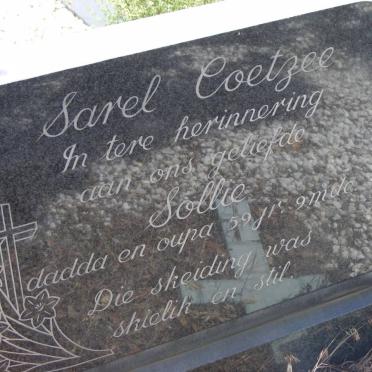 Sarel Coetzee
In tere herinnering
aan ons geliefde
Sollie
dadda en oupa 59 jr 9 mde
Die skeiding was
skielik en stil.